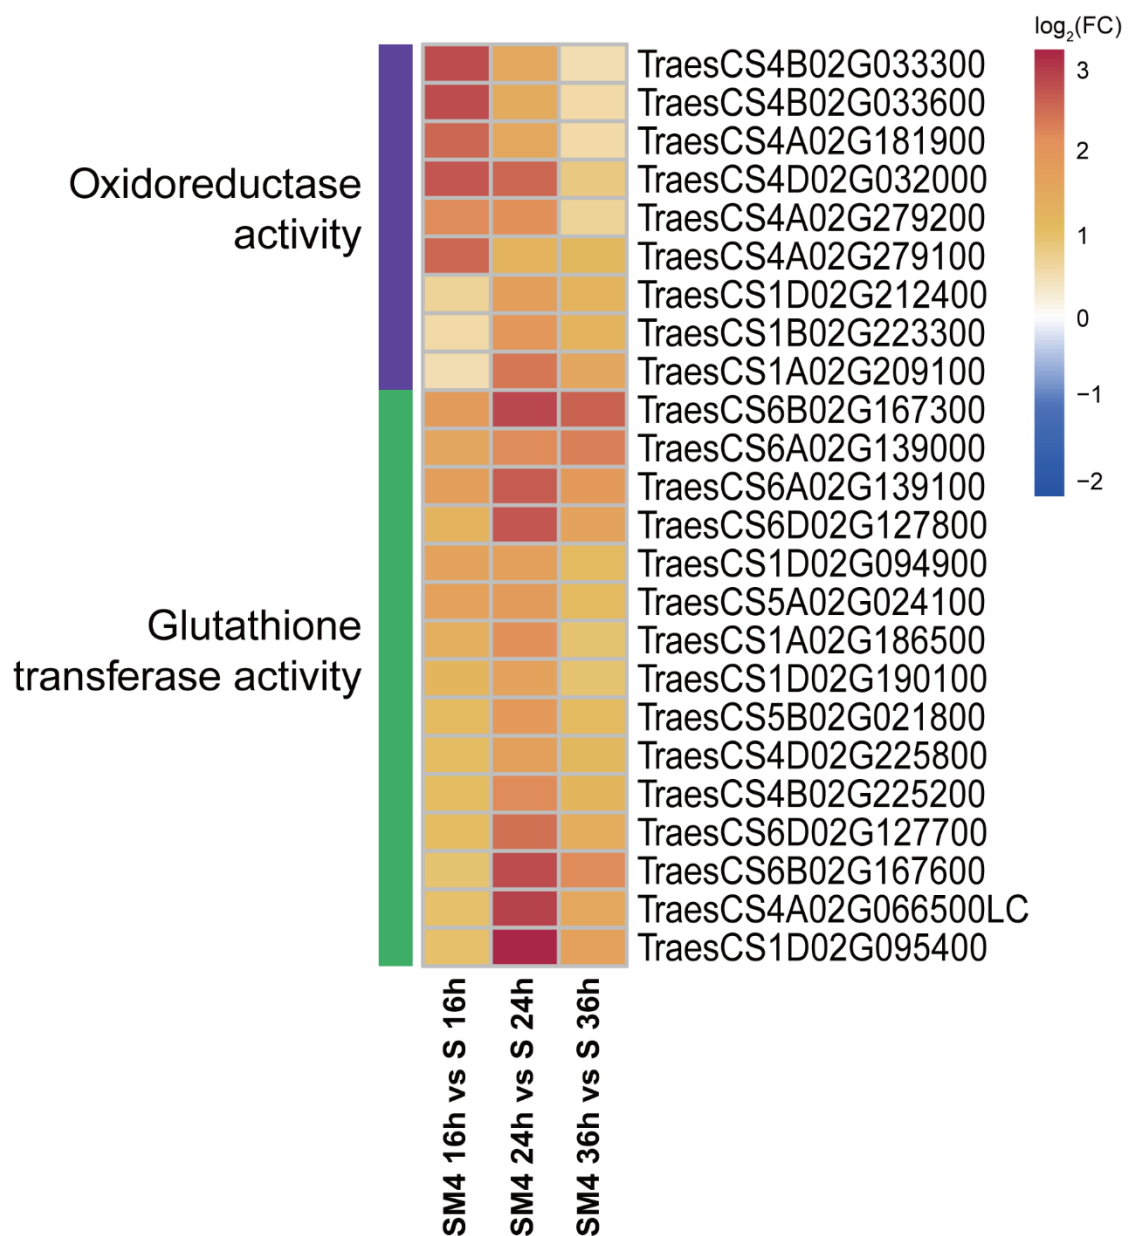 log2(FC)
3
2
1
0
−1
−2
Oxidoreductase
activity
Glutathione
transferase activity
TraesCS4B02G033300
TraesCS4B02G033600
TraesCS4A02G181900
TraesCS4D02G032000
TraesCS4A02G279200
TraesCS4A02G279100
TraesCS1D02G212400
TraesCS1B02G223300
TraesCS1A02G209100
TraesCS6B02G167300
TraesCS6A02G139000
TraesCS6A02G139100
TraesCS6D02G127800
TraesCS1D02G094900
TraesCS5A02G024100
TraesCS1A02G186500
TraesCS1D02G190100
TraesCS5B02G021800
TraesCS4D02G225800
TraesCS4B02G225200
TraesCS6D02G127700
TraesCS6B02G167600
TraesCS4A02G066500LC
TraesCS1D02G095400
SM4 16h vs S 16h
SM4 24h vs S 24h
SM4 36h vs S 36h